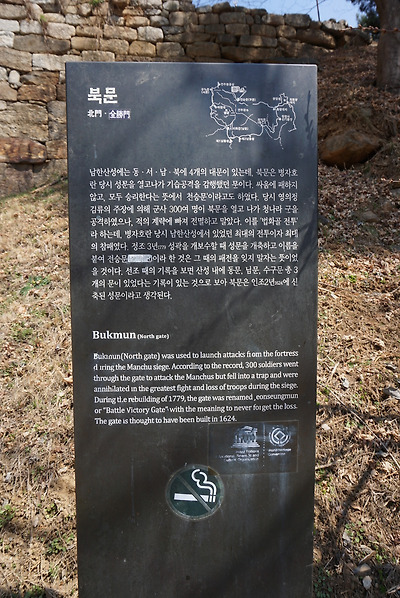 북문
北門 · 全勝門
남한산성에는 동 · 서 · 남 · 북에 4개의 대문이 있는데, 북문은 병자호
란 당시 성문을 열고나가 기습공격을 감행했던 문이다. 싸움에 패하지
않고, 모두 승리한다는 뜻에서 '전승문'이라고도 하였다. 당시 영의정
김류의 주장에 의해 군사 300여 명이 북문을 열고 나가 청나라 군을
공격하였으나, 적의 계략에 빠져 전멸하고 말았다. 이를 '법화골 전투'
라 하는데, 병자호란 당시 남한산성에서 있었던 최대의 전투이자 최대
의 참패였다. 정조 3년1779 성곽을 개보수할 때 성문을 개축하고 이름을
붙여 전승문이라 한 것은 그 때의 패전을 잊지 말자는 뜻이었
을 것이다. 선조 때의 기록을 보면 산성 내에 동문, 남문, 수구문 총 3
개의 문이 있었다는 기록이 있는 것으로 보아 북문은 인조2년1624에 신
축된 성문이라고 생각된다.
Bukmun (North gate)
Bukmun(North gate) was used to launch attacks from the fortress
during the Manchu siege. According to the record, 300 soldiers went
through the gate to attack the Manchus but fell into a trap and were
annihilated in the greatest fight and loss of troops during the siege.
During the rebuilding of 1779, the gate was renamed eonseungmun
or "Battle Victory Gate" with the meaning to never forget the loss.
The gate is thought to have been built in 1624.
World Heritage
Convention